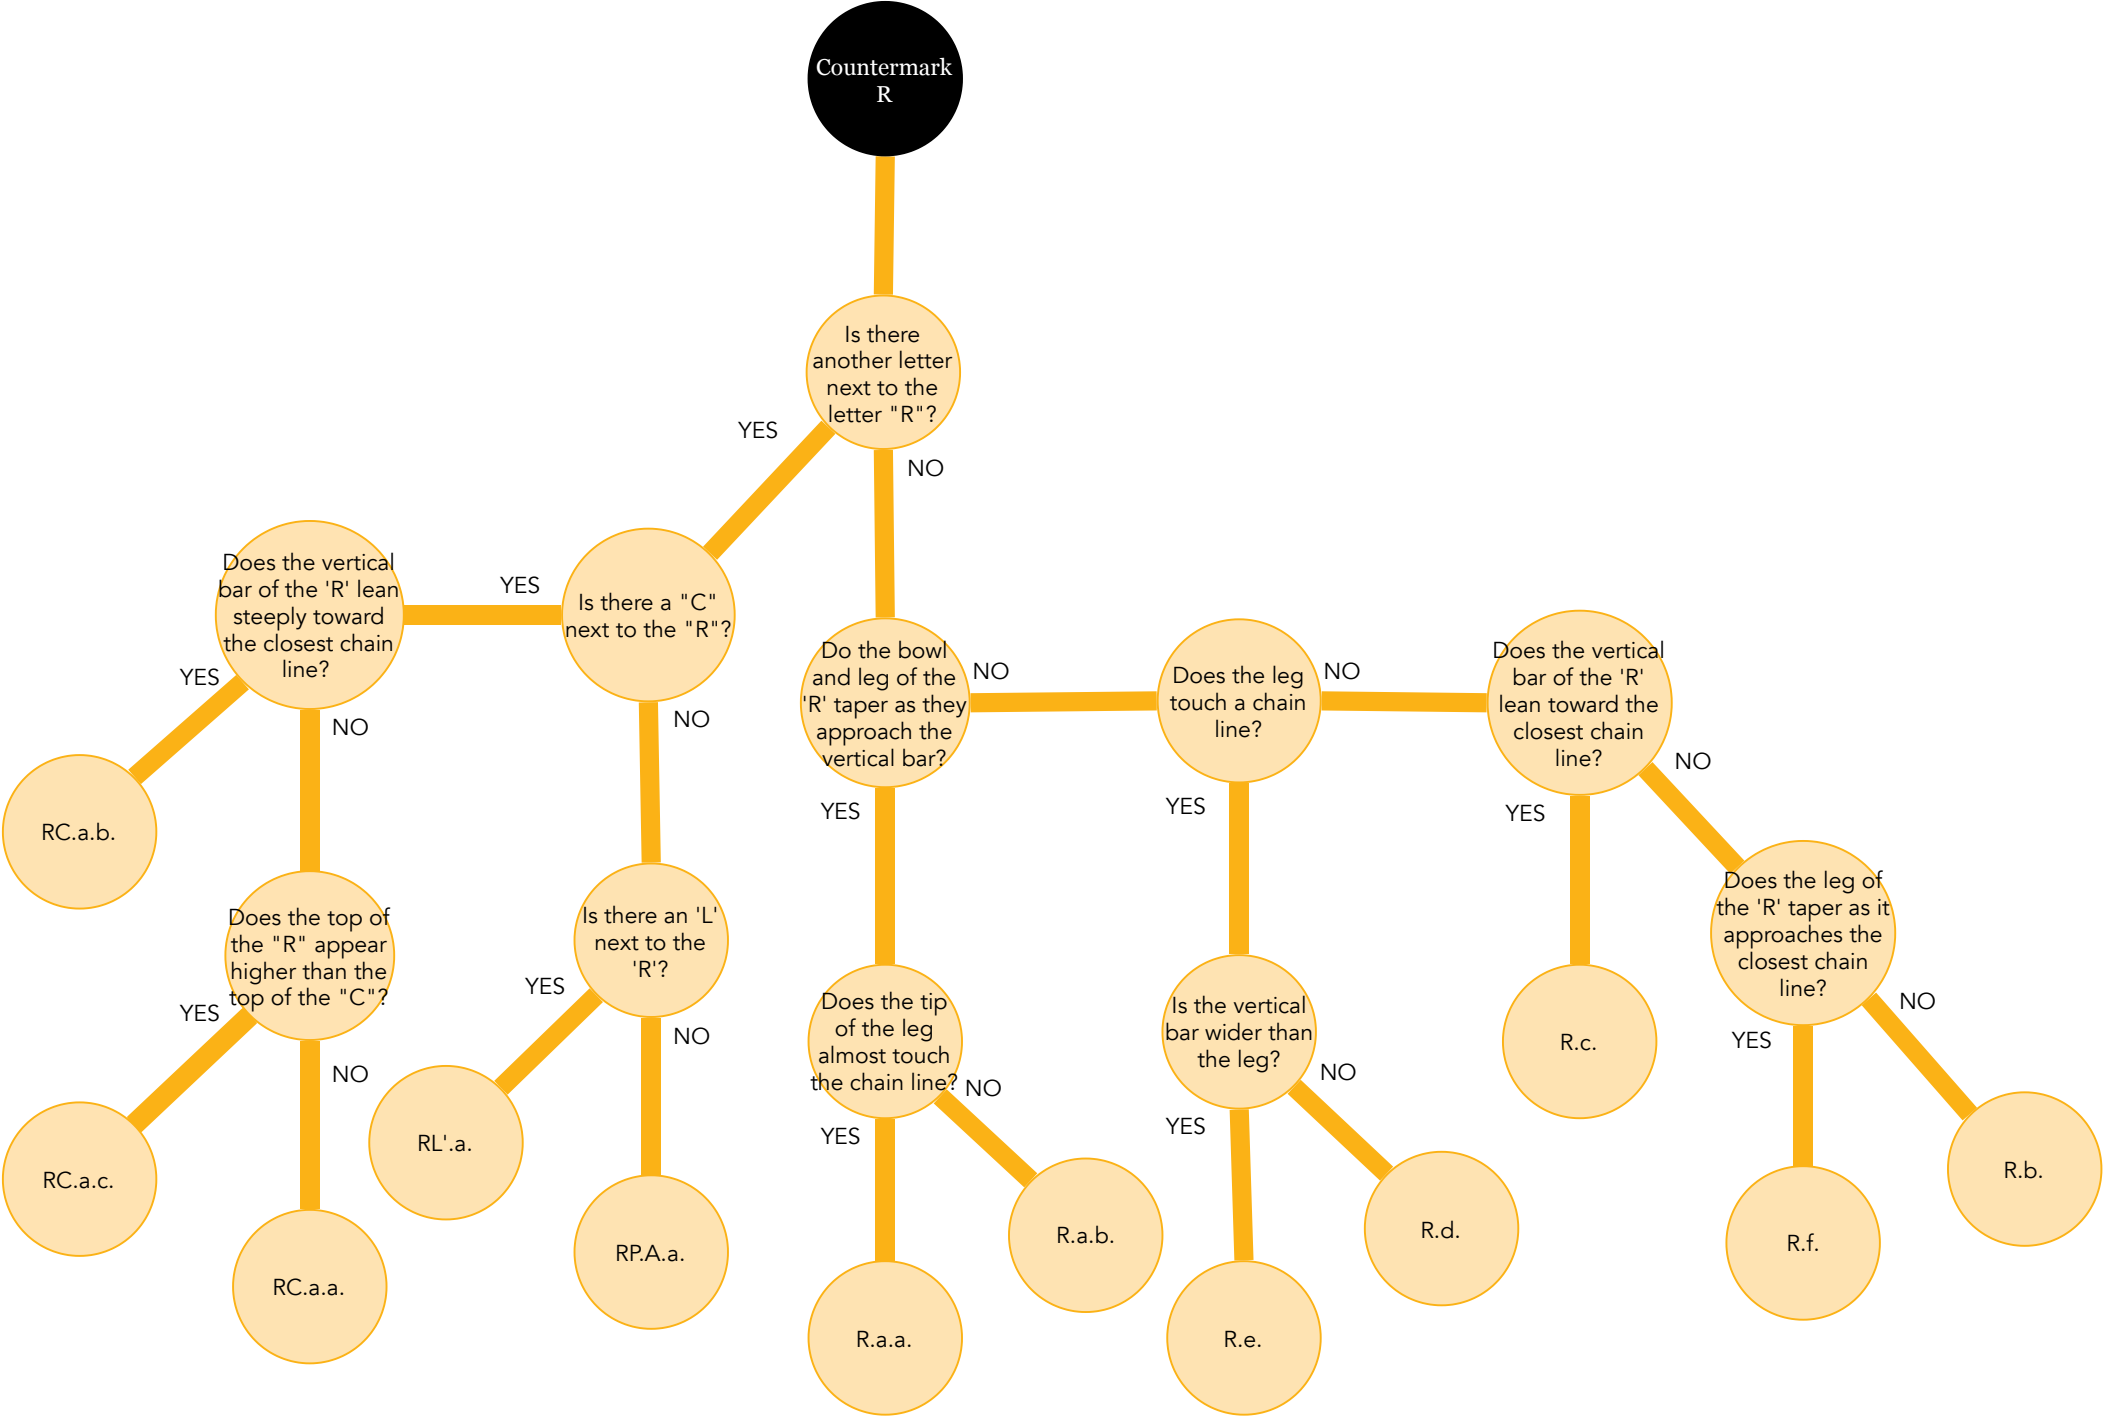 Countermark
R
Is there
another letter
next to the
letter "R"?
YES
NO
Does the vertical
bar of the 'R' lean
steeply toward
the closest chain
line?
YES
Is there a "C"
next to the "R"?
YES
NO
NO
RC.a.b.
Does the top of
the "R" appear
higher than the
top of the "C"?
YES
NO
RC.a.c.
RC.a.a.
Is there an 'L'
next to the
'R'?
YES
NO
RL'.a.
RP.A.a.
Do the bowl
and leg of the
'R' taper as they
approach the
vertical bar?
NO
YES
Does the tip
of the leg
almost touch
the chain line?
NO
YES
R.a.a.
R.a.b.
Does the leg
touch a chain
line?
NO
YES
Is the vertical
bar wider than
the leg?
NO
YES
R.e.
R.d.
Does the vertical
bar of the 'R'
lean toward the
closest chain
line?
NO
YES
R.c.
Does the leg of
the 'R' taper as it
approaches the
closest chain
line?
NO
YES
R.f.
R.b.